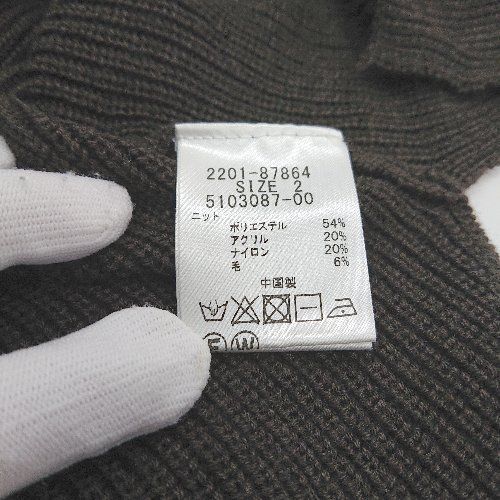 2201-87864
SIZE 2
5103087-00
ニット
ポリエステル 54%
アクリル 20%
ナイロン 20%
毛 6%
中国製
F W